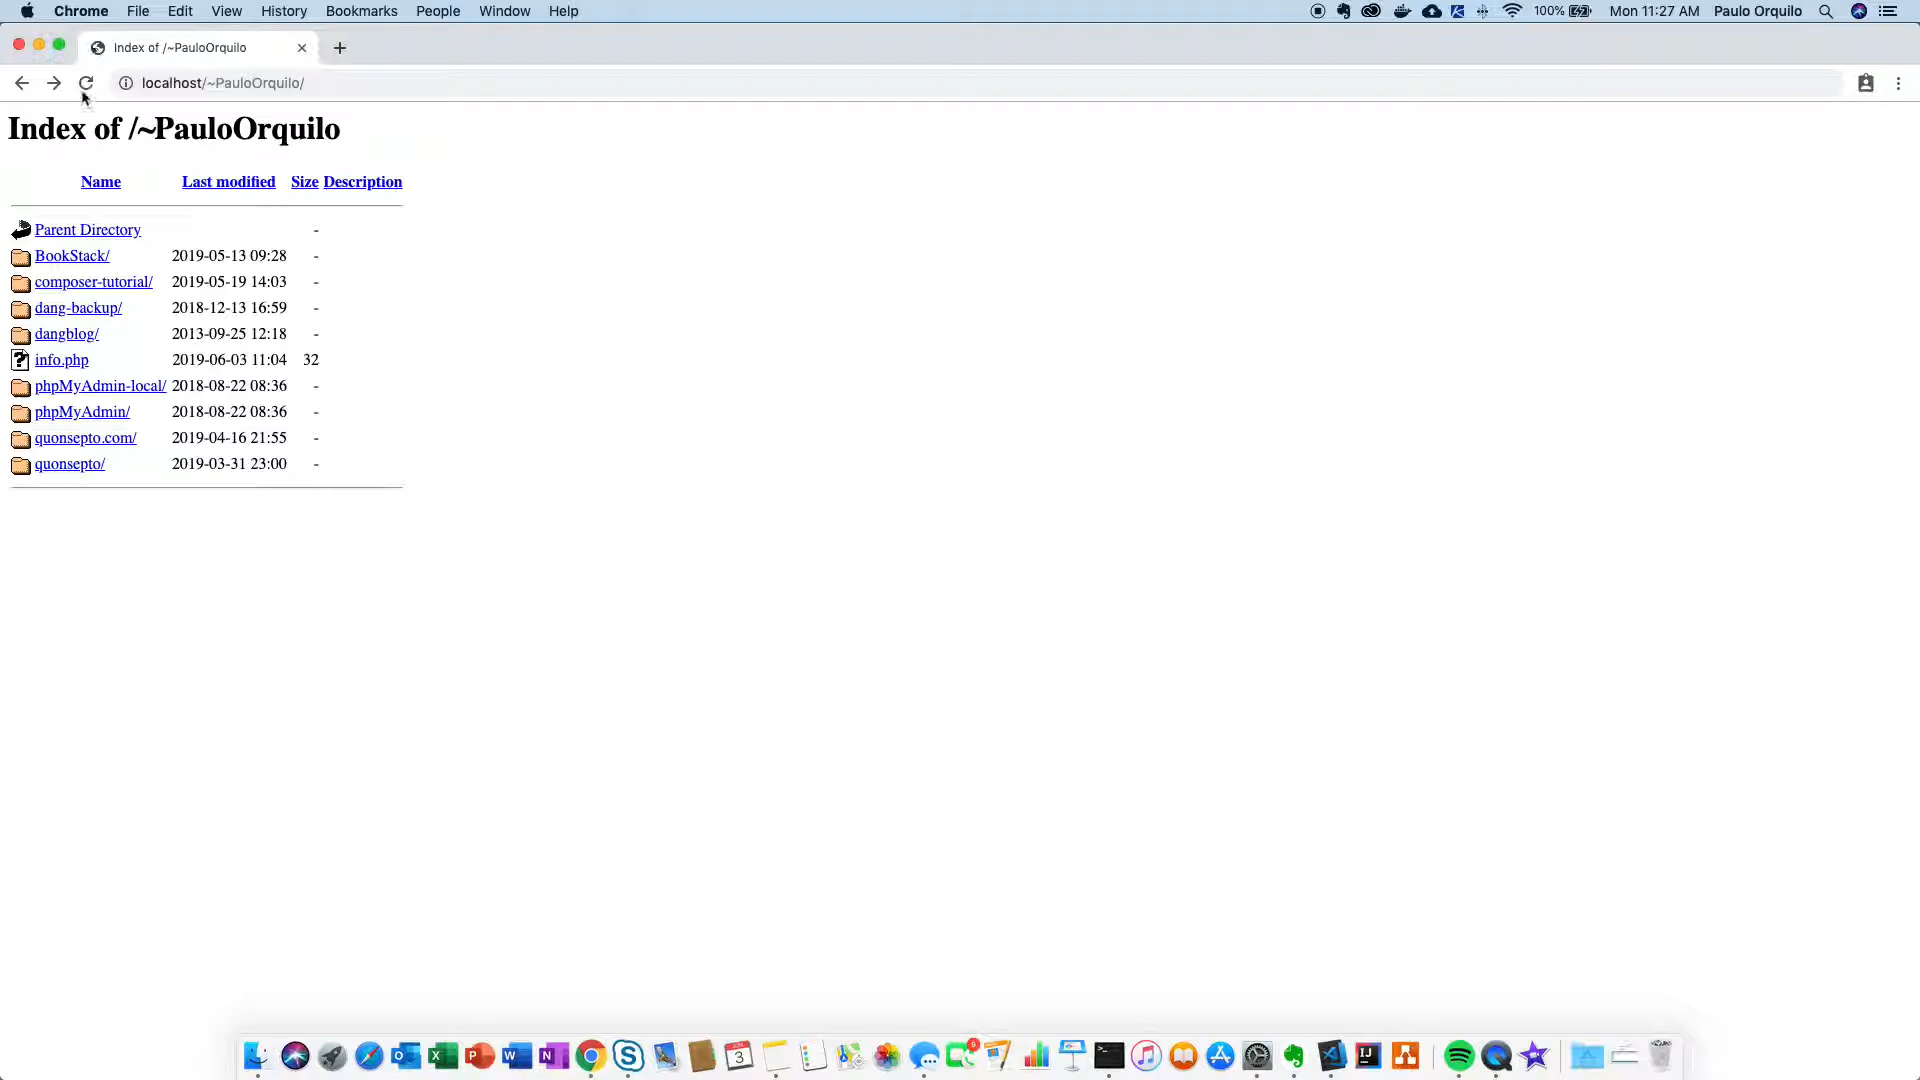 Chrome File Edit View History Bookmarks People Window Help 100% Mon 11:27 AM Paulo Orquilo
Index of /~PauloOrquilo
localhost/~PauloOrquilo/
Index of /~PauloOrquilo
Name Last modified Size Description
Parent Directory -
BookStack/ 2019-05-13 09:28 -
composer-tutorial/ 2019-05-19 14:03 -
dang-backup/ 2018-12-13 16:59 -
dangblog/ 2013-09-25 12:18 -
info.php 2019-06-03 11:04 32
phpMyAdmin-local/ 2018-08-22 08:36 -
phpMyAdmin/ 2018-08-22 08:36 -
quonsepto.com/ 2019-04-16 21:55 -
quonsepto/ 2019-03-31 23:00 -